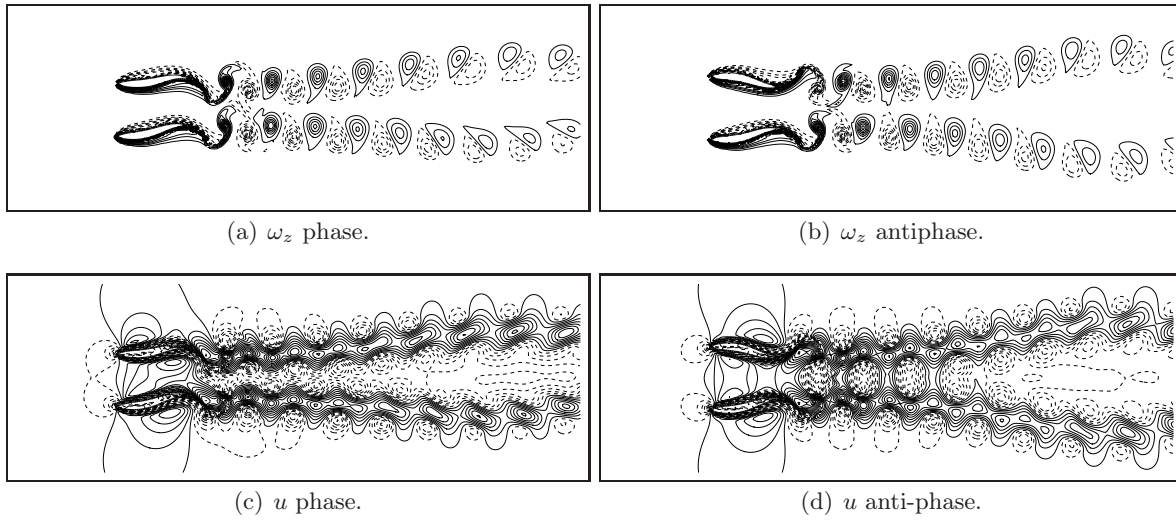 (a) ω_z phase.
(b) ω_z antiphase.
(c) u phase.
(d) u anti-phase.